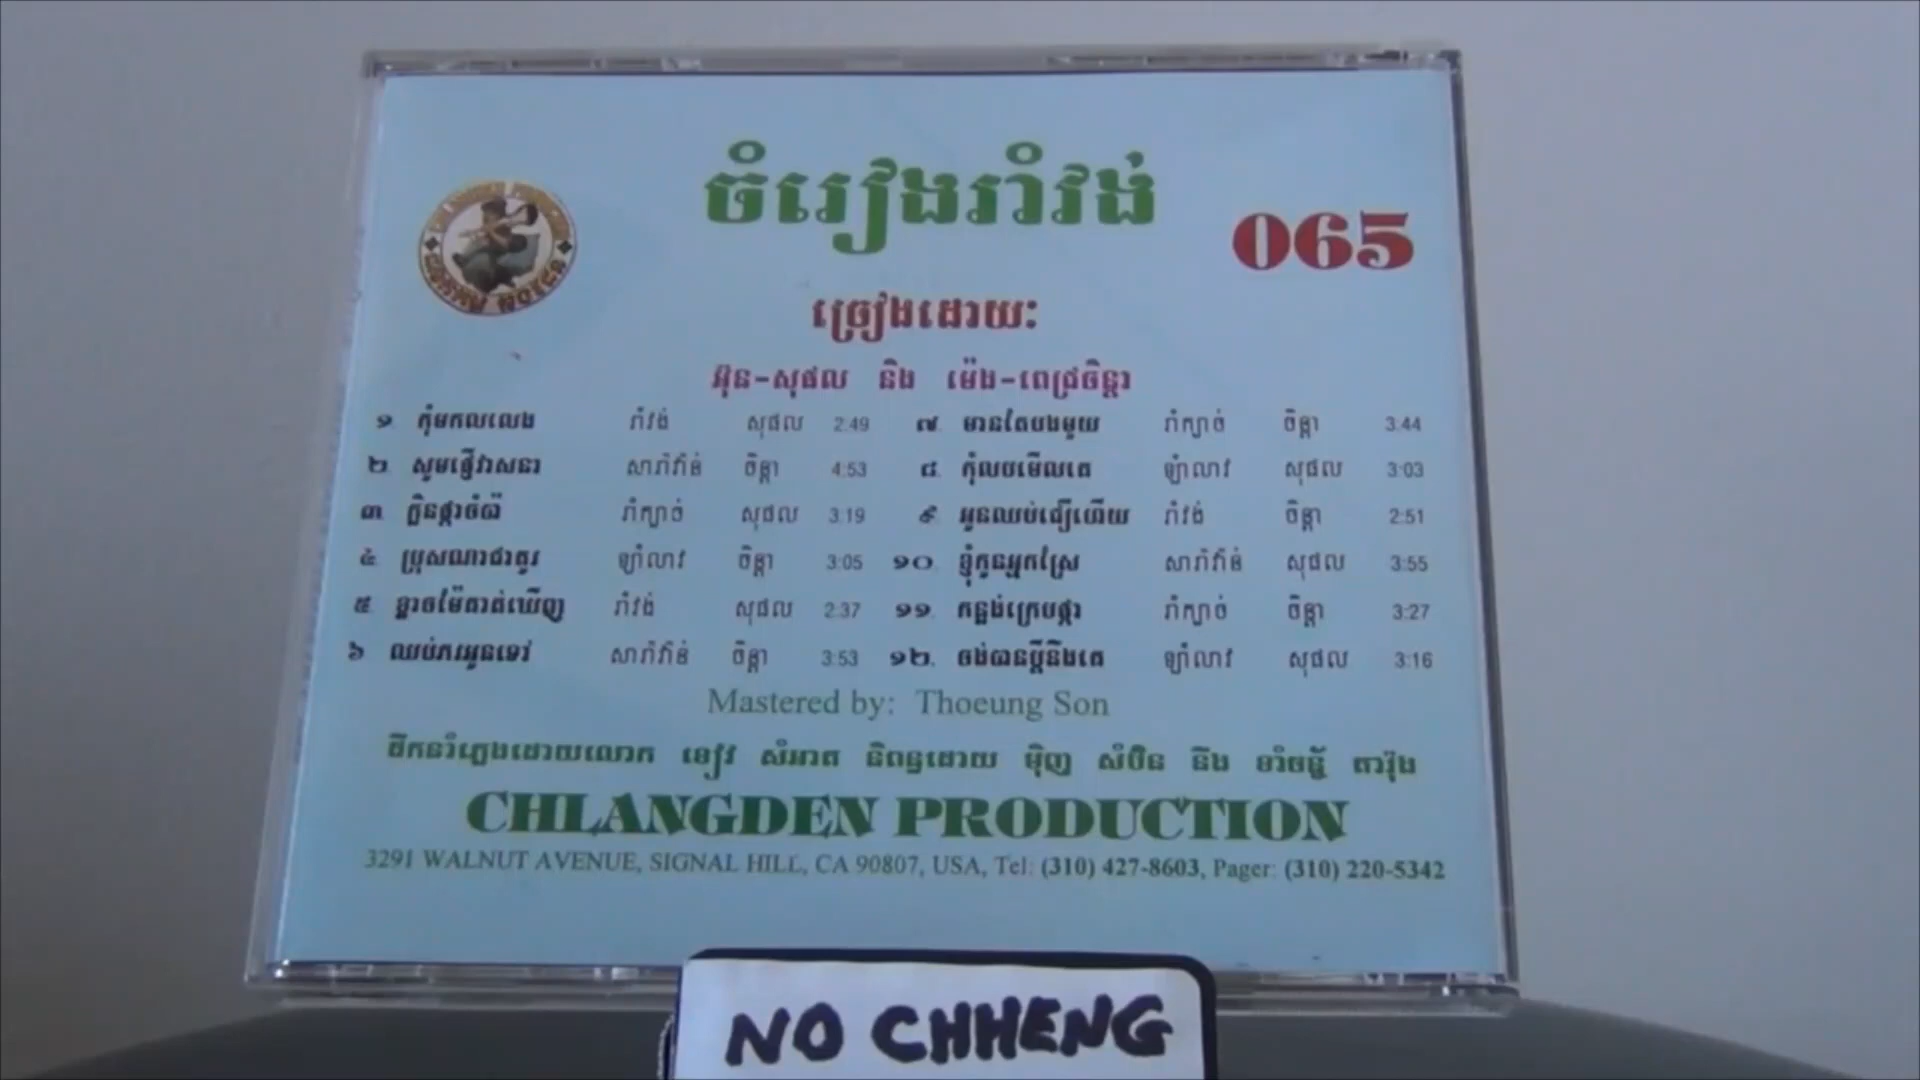 ចំរៀងរាំវង់
065
ច្រៀងដោយៈ
អ៊ុន-សុផល និង ម៉េង-ពេជ្រចិន្តា
១ កុំមកលលេង រាំវង់ សុផល 2:49
២ សូមផ្ញើវាសនា សារ៉ាវ៉ាន់ ចិន្តា 4:53
៣ ក្លិនផ្កាចំប៉ា រាំក្បាច់ សុផល 3:19
៤ ប្រុសណាជាគូរ ឡាំលាវ ចិន្តា 3:05
៥ ខ្លាចម៉ែគាត់ឃើញ រាំវង់ សុផល 2:37
៦ ឈប់ភរអូនទៅ សារ៉ាវ៉ាន់ ចិន្តា 3:53
៧ មានតែបងមួយ រាំក្បាច់ ចិន្តា 3:44
៨ កុំលបមើលគេ ឡាំលាវ សុផល 3:03
៩ អូនឈប់ជឿហើយ រាំវង់ ចិន្តា 2:51
១០ ខ្ញុំកូនអ្នកស្រែ សារ៉ាវ៉ាន់ សុផល 3:55
១១. កន្លង់ក្រេបផ្កា រាំក្បាច់ ចិន្តា 3:27
១២. ចង់បានប្ដីនឹងគេ ឡាំលាវ សុផល 3:16
Mastered by: Thoeung Son
ដឹកនាំភ្លេងដោយលោក ទៀវ សំអាត និពន្ធដោយ ម៉ិញ សំបិន និង ទាំចន្ទ័ តារ៉ុង
CHLANGDEN PRODUCTION
3291 WALNUT AVENUE, SIGNAL HILL, CA 90807, USA, Tel: (310) 427-8603, Pager: (310) 220-5342
NO CHHENG